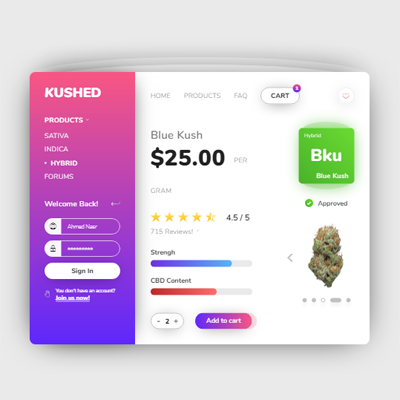 KUSHED
PRODUCTS
SATIVA
INDICA
HYBRID
FORUMS
Welcome Back!
Ahmed Nasr
Sign In
You don't have an account?
Join us now!
HOME PRODUCTS FAQ CART
Blue Kush
$25.00 PER
GRAM
4.5 / 5
715 Reviews!
Strengh
CBD Content
- 2 +
Add to cart
Hybrid
Bku
Blue Kush
Approved